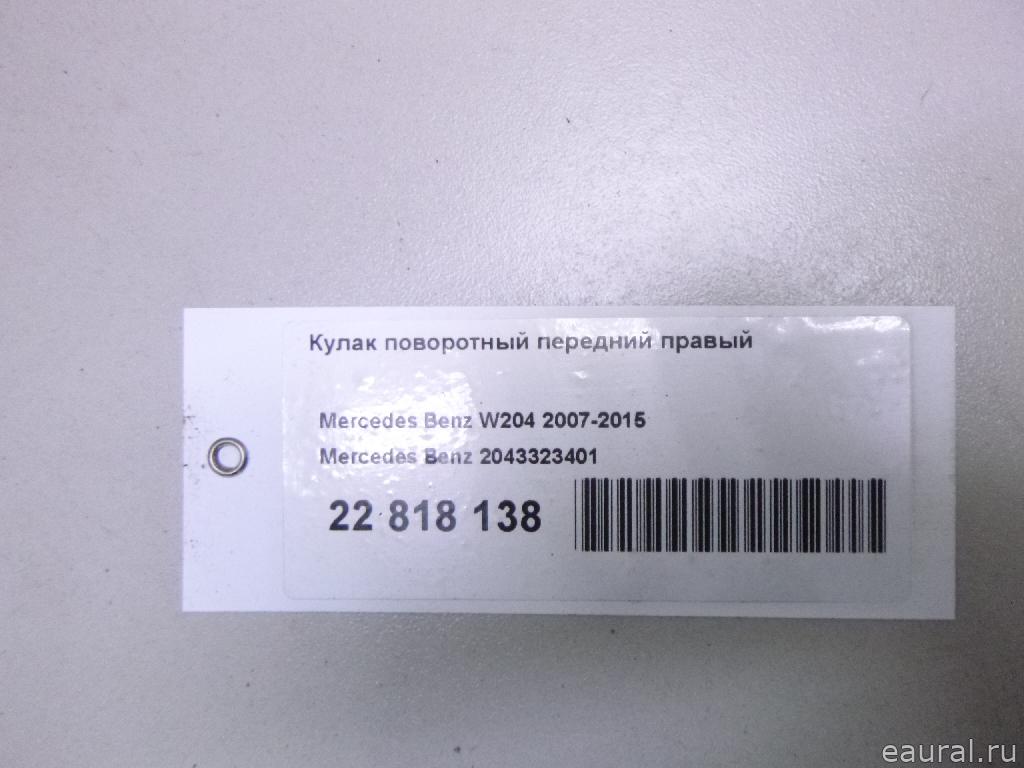 Кулак поворотный передний правый
Mercedes Benz W204 2007-2015
Mercedes Benz 2043323401
22 818 138
eaural.ru